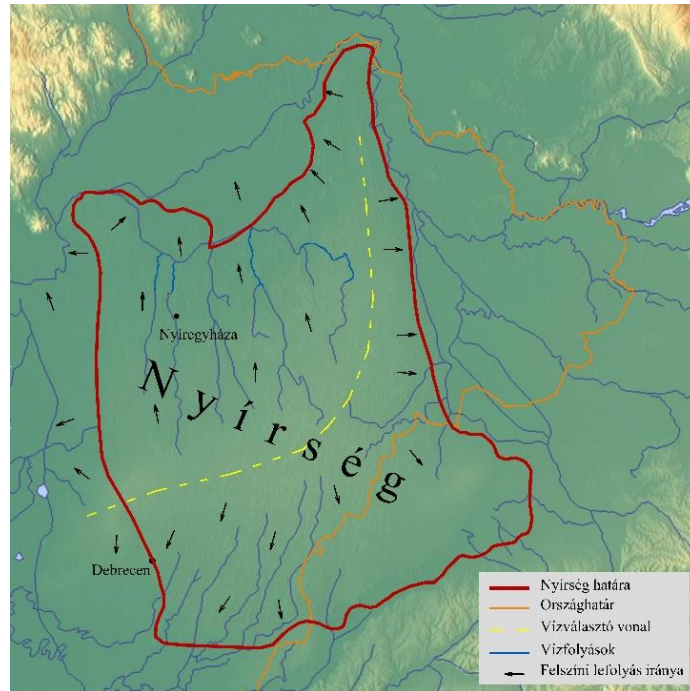 Nyíregyháza
Nyírség
Debrecen
Nyírség határa
Országhatár
Vízválasztó vonal
Vízfolyások
Felszíni lefolyás iránya